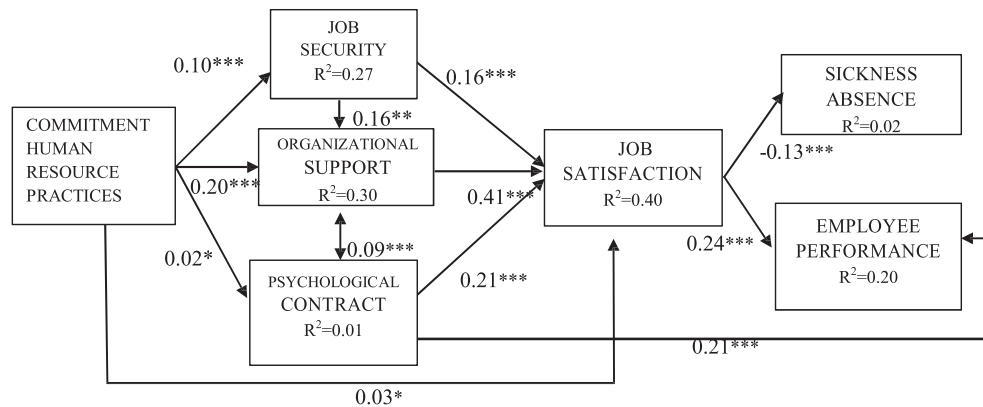 JOB
SECURITY
R²=0.27
0.10***
0.16***
0.16**
COMMITMENT
HUMAN
RESOURCE
PRACTICES
ORGANIZATIONAL
SUPPORT
R²=0.30
0.20***
0.41***
0.02*
0.09***
PSYCHOLOGICAL
CONTRACT
R²=0.01
0.21***
JOB
SATISFACTION
R²=0.40
SICKNESS
ABSENCE
R²=0.02
-0.13***
0.24***
EMPLOYEE
PERFORMANCE
R²=0.20
0.21***
0.03*